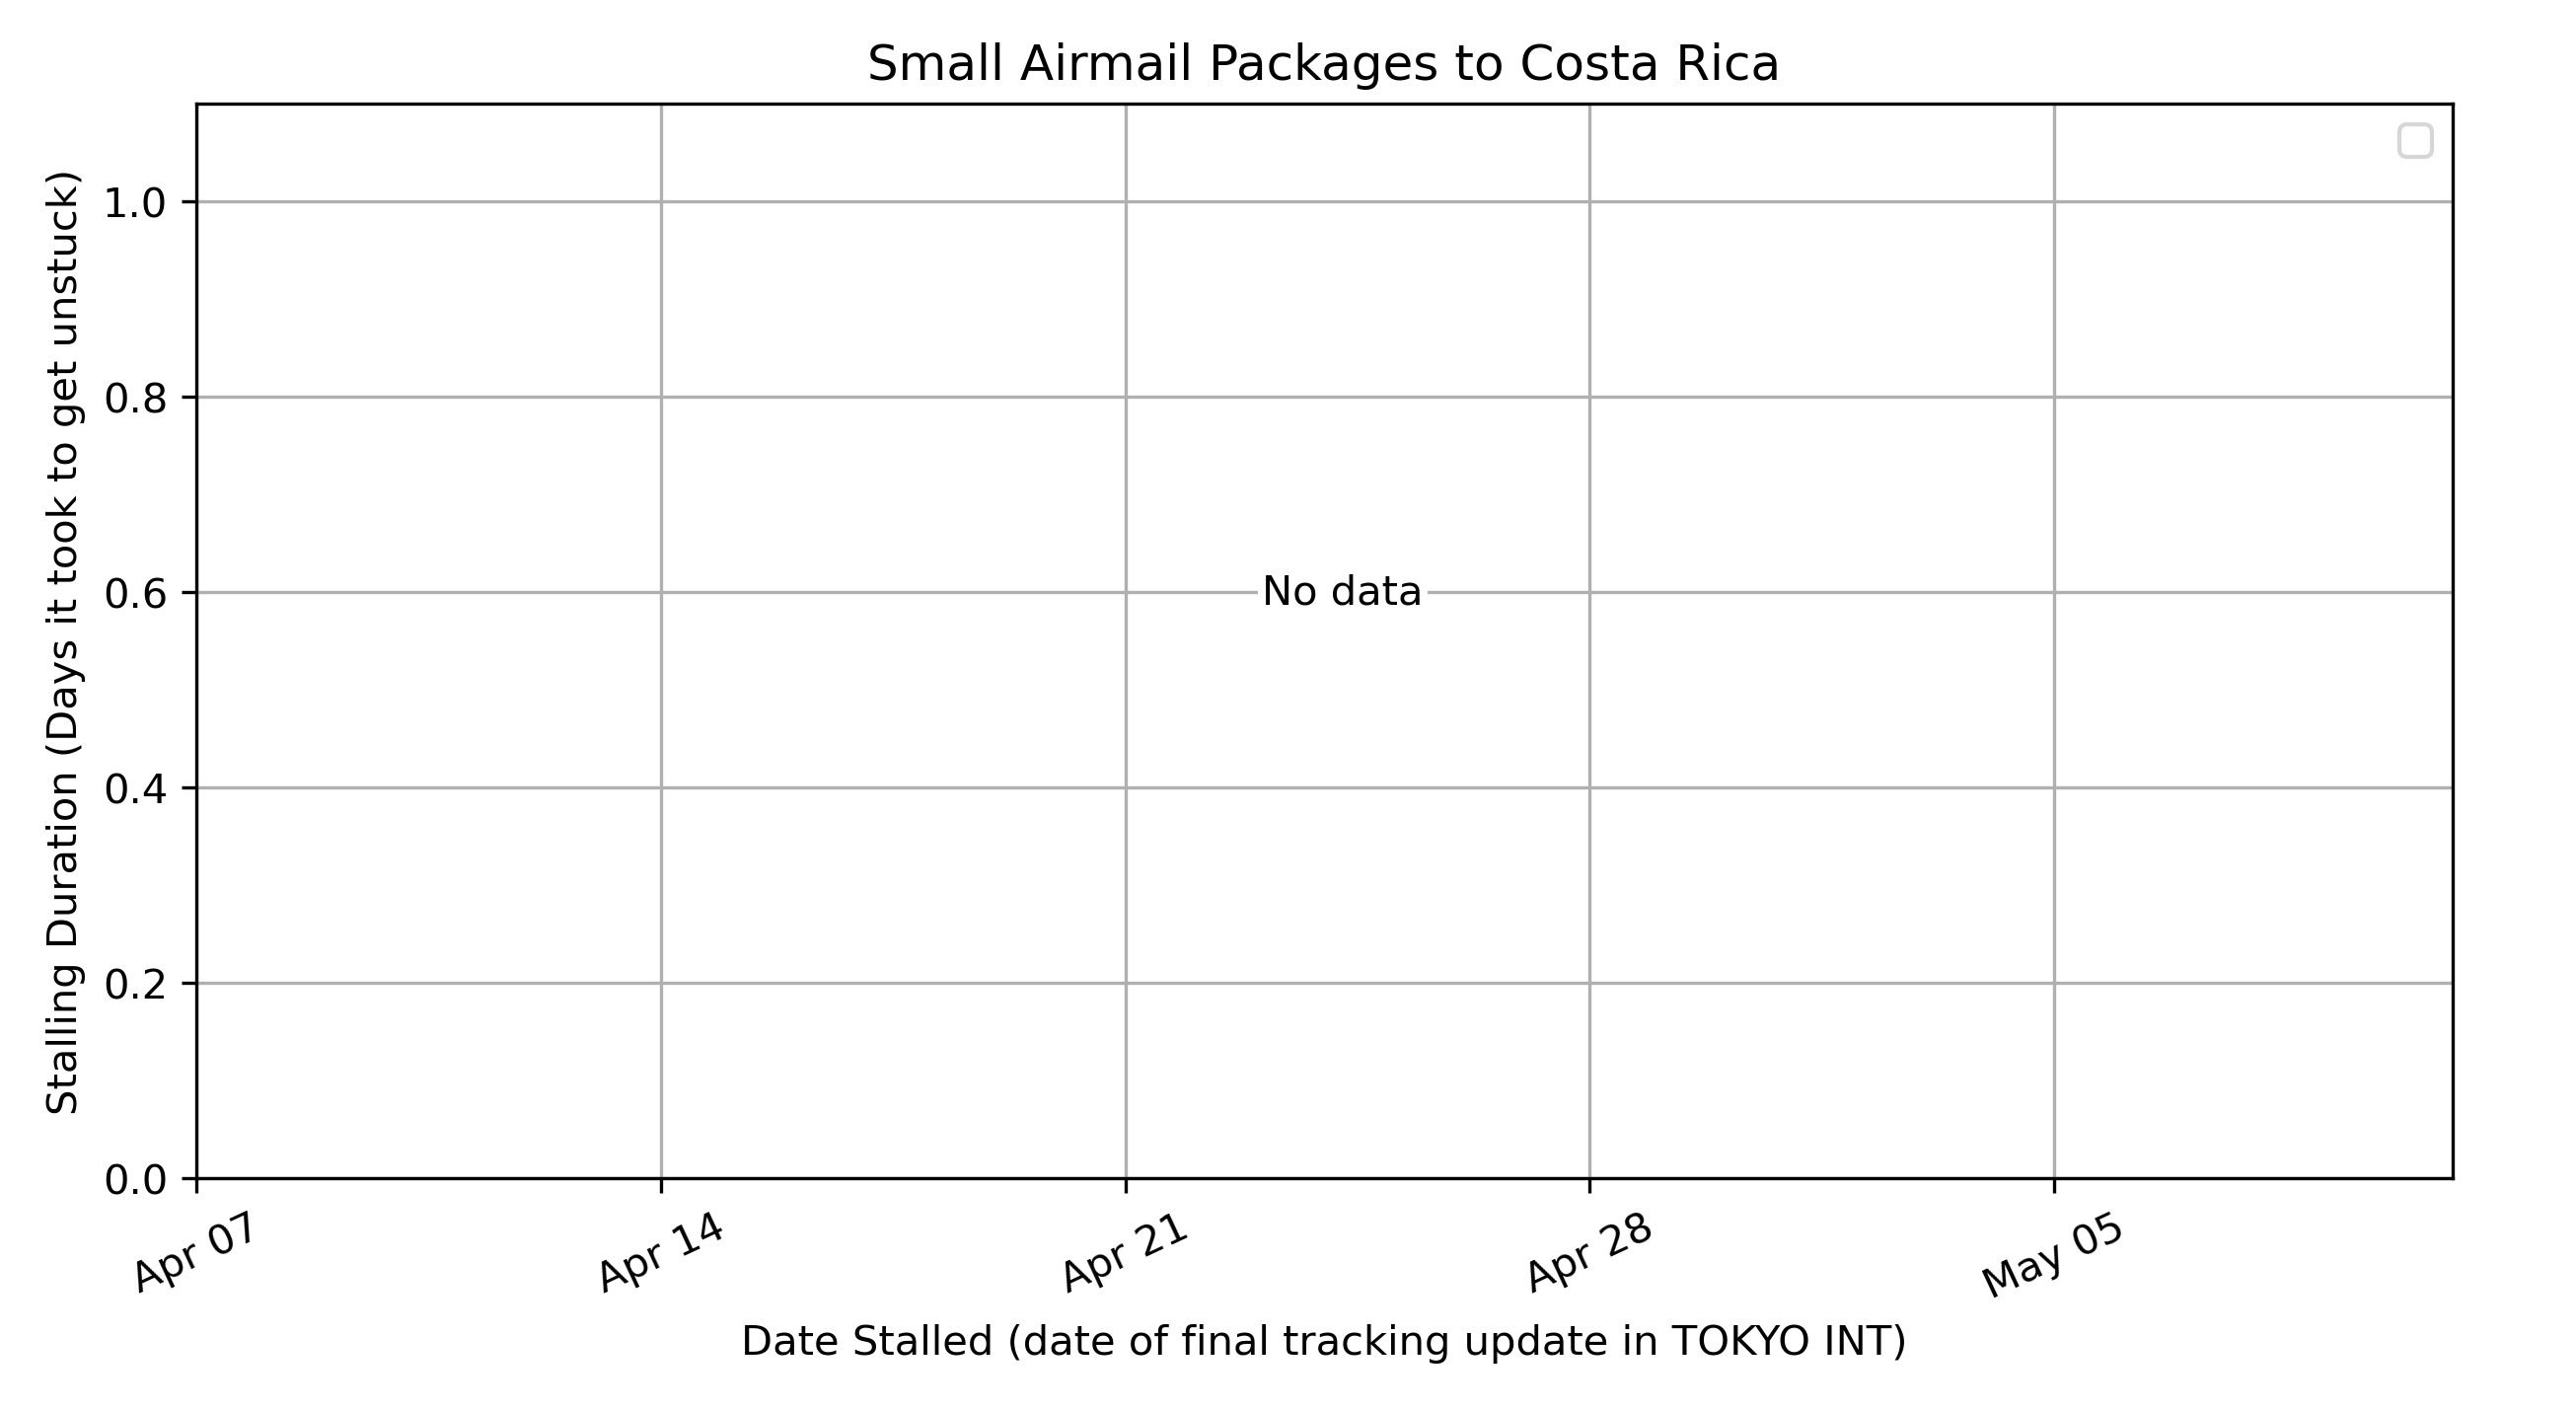 Small Airmail Packages to Costa Rica
Stalling Duration (Days it took to get unstuck)
1.0
0.8
0.6
0.4
0.2
0.0
No data
Apr 07
Apr 14
Apr 21
Apr 28
May 05
Date Stalled (date of final tracking update in TOKYO INT)